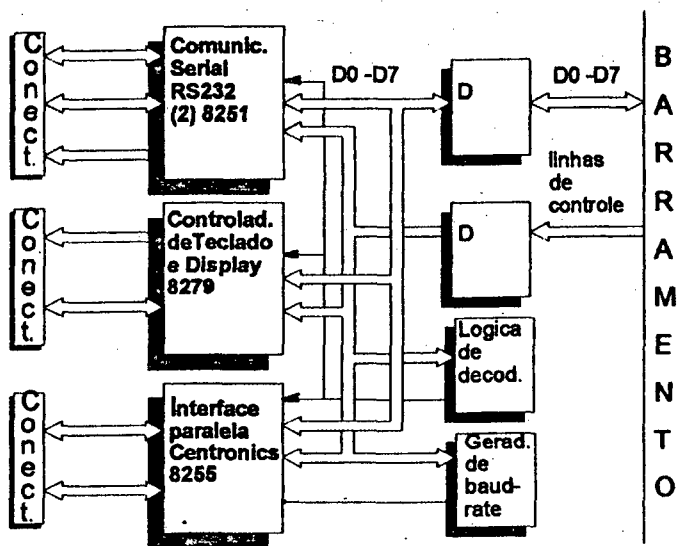 Conect.
Comunic.
Serial
RS232
(2) 8251
D0 -D7
D
D0 -D7
linhas
de
controle
D
Conect.
Controlad.
deTeclado
e Display
8279
Logica
de
decod.
Conect.
Interface
paralela
Centronics
8255
Gerad.
de
baud-
rate
BARRAMENTO